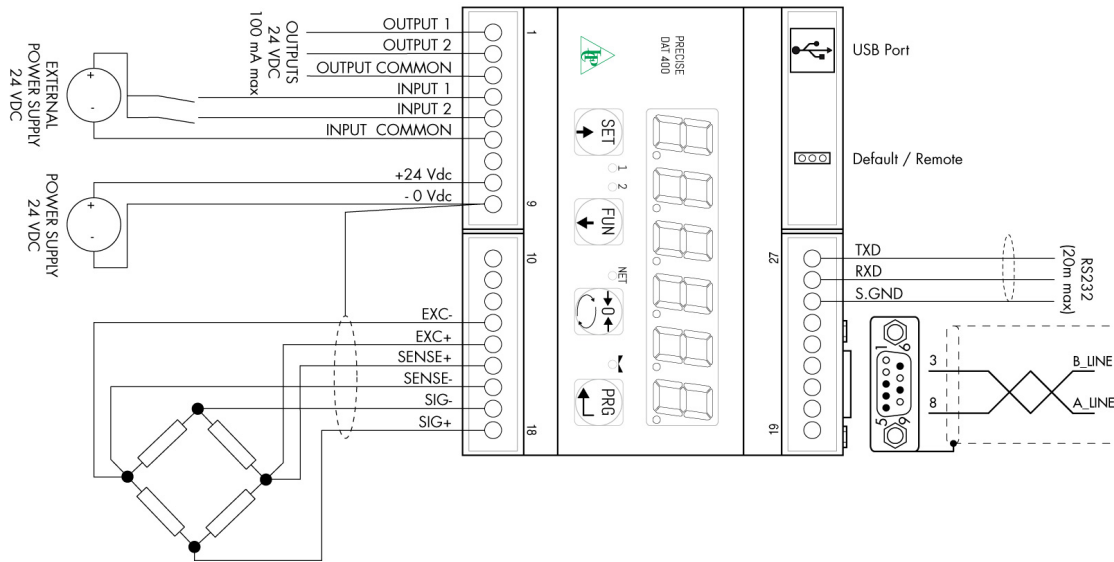 OUTPUT 1
OUTPUT 2
OUTPUT COMMON
INPUT 1
INPUT 2
INPUT COMMON
+24 Vdc
- 0 Vdc
OUTPUTS
24 VDC
100 mA max
EXTERNAL
POWER SUPPLY
24 VDC
+
-
POWER SUPPLY
24 VDC
+
-
1
9
10
18
EXC-
EXC+
SENSE+
SENSE-
SIG-
SIG+
PRECISE
DAT 400
SET
1
2
FUN
NET
0
PRG
USB Port
Default / Remote
27
19
TXD
RXD
S.GND
RS232
(20m max)
1
6
5
9
3
8
B_LINE
A_LINE